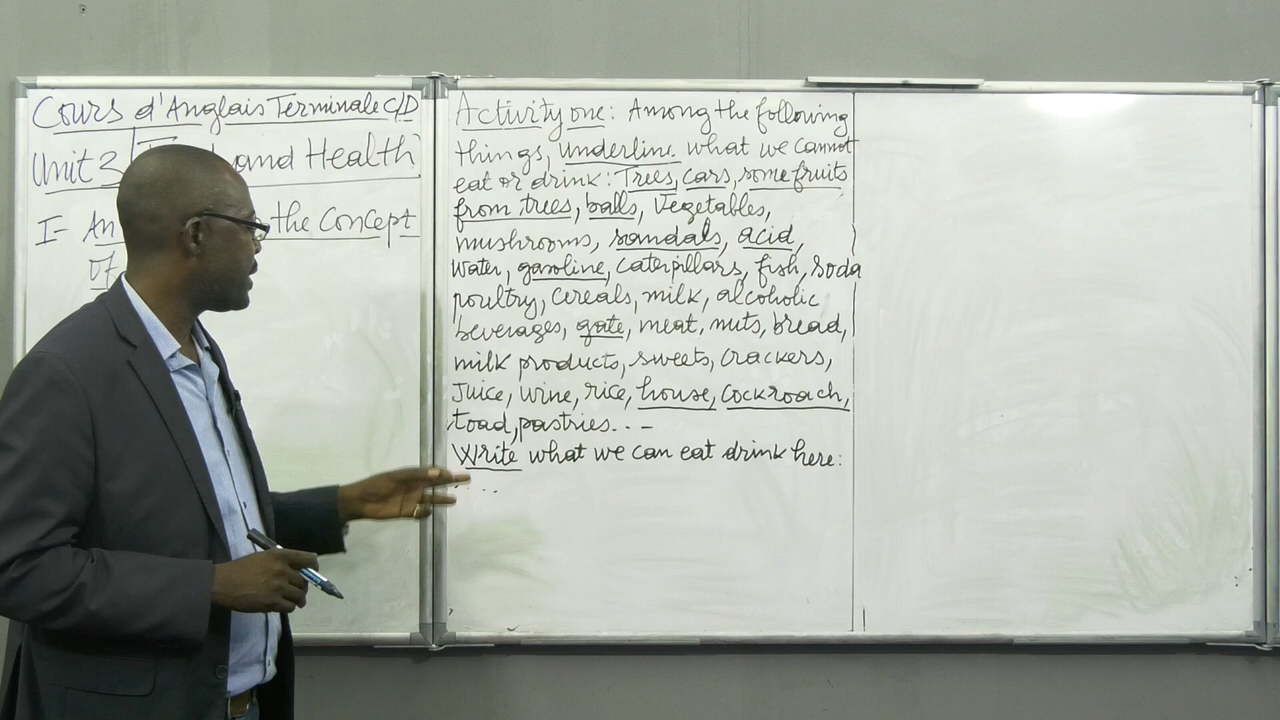 Cours d'Anglais Terminale C/D
Unit 3 and Health
I- An the Concept
Of
Activity one: Among the following
things, underline what we cannot
eat or drink: Trees, cars, some fruits
from trees, balls, Vegetables,
mushrooms, sandals, acid,
Water, gasoline, Caterpillars, fish, soda
poultry, Cereals, milk, alcoholic
beverages, gate, meat, nuts, bread,
milk products, sweets, Crackers,
Juice, wine, rice, house, Cockroach,
toad, pastries...
Write what we can eat drink here:
...